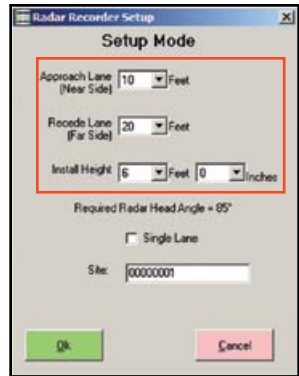 Radar Recorder Setup
Setup Mode
Approach Lane 10 Feet
(Near Side)
Recede Lane 20 Feet
(Far Side)
Install Height 6 Feet 0 Inches
Required Radar Head Angle = 85°
Single Lane
Site: 00000001
Ok Cancel